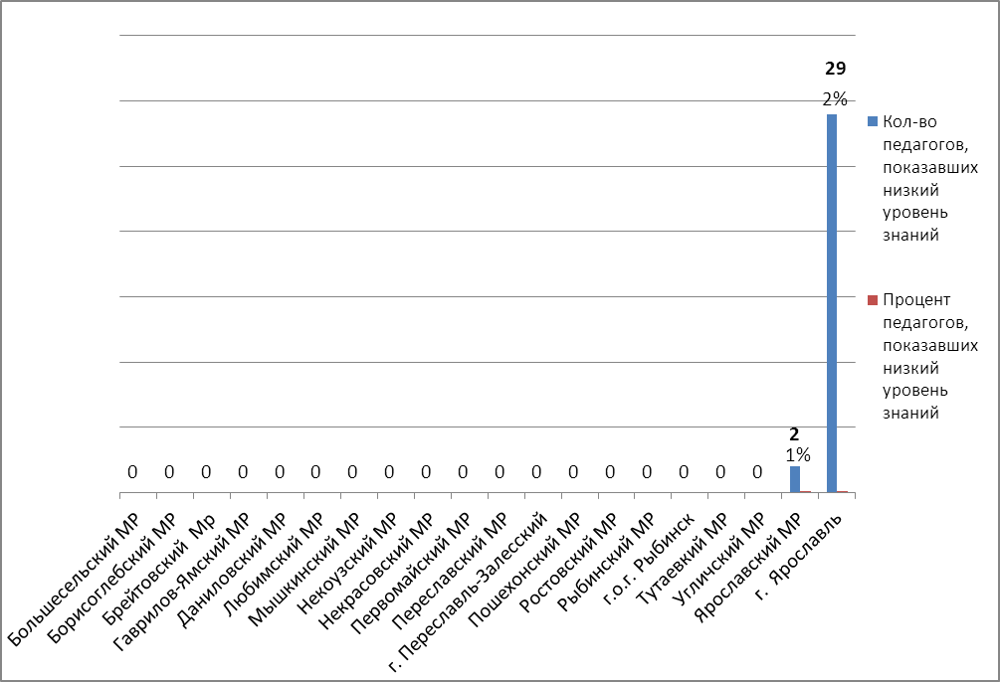 29
2%
Кол-во
педагогов,
показавших
низкий
уровень
знаний
Процент
педагогов,
показавших
низкий
уровень
знаний
2
1%
0 0 0 0 0 0 0 0 0 0 0 0 0 0 0 0 0 0
Большесельский МР
Борисоглебский МР
Брейтовский Мр
Гаврилов-Ямский МР
Даниловский МР
Любимский МР
Мышкинский МР
Некоузский МР
Некрасовский МР
Первомайский МР
Переславский МР
г. Переславль-Залесский
Пошехонский МР
Ростовский МР
Рыбинский МР
г.о.г. Рыбинск
Тутаевкий МР
Угличский МР
Ярославский МР
г. Ярославль